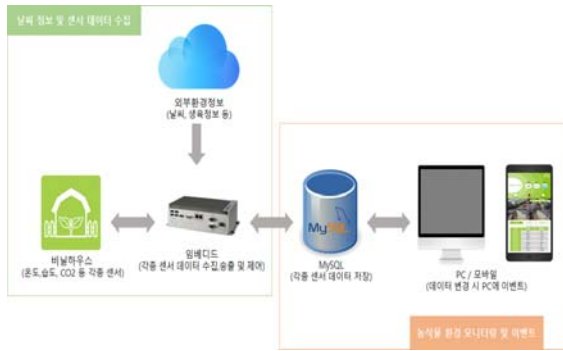 날씨 정보 및 센서 데이터 수집
외부환경정보
(날씨, 생육정보 등)
비닐하우스
(온도,습도, CO2 등 각종 센서)
임베디드
(각종 센서 데이터 수집,송출 및 제어)
MySQL
MySQL
(각종 센서 데이터 저장)
PC / 모바일
(데이터 변경 시 PC에 이벤트)
농식물 환경 모니터링 및 이벤트